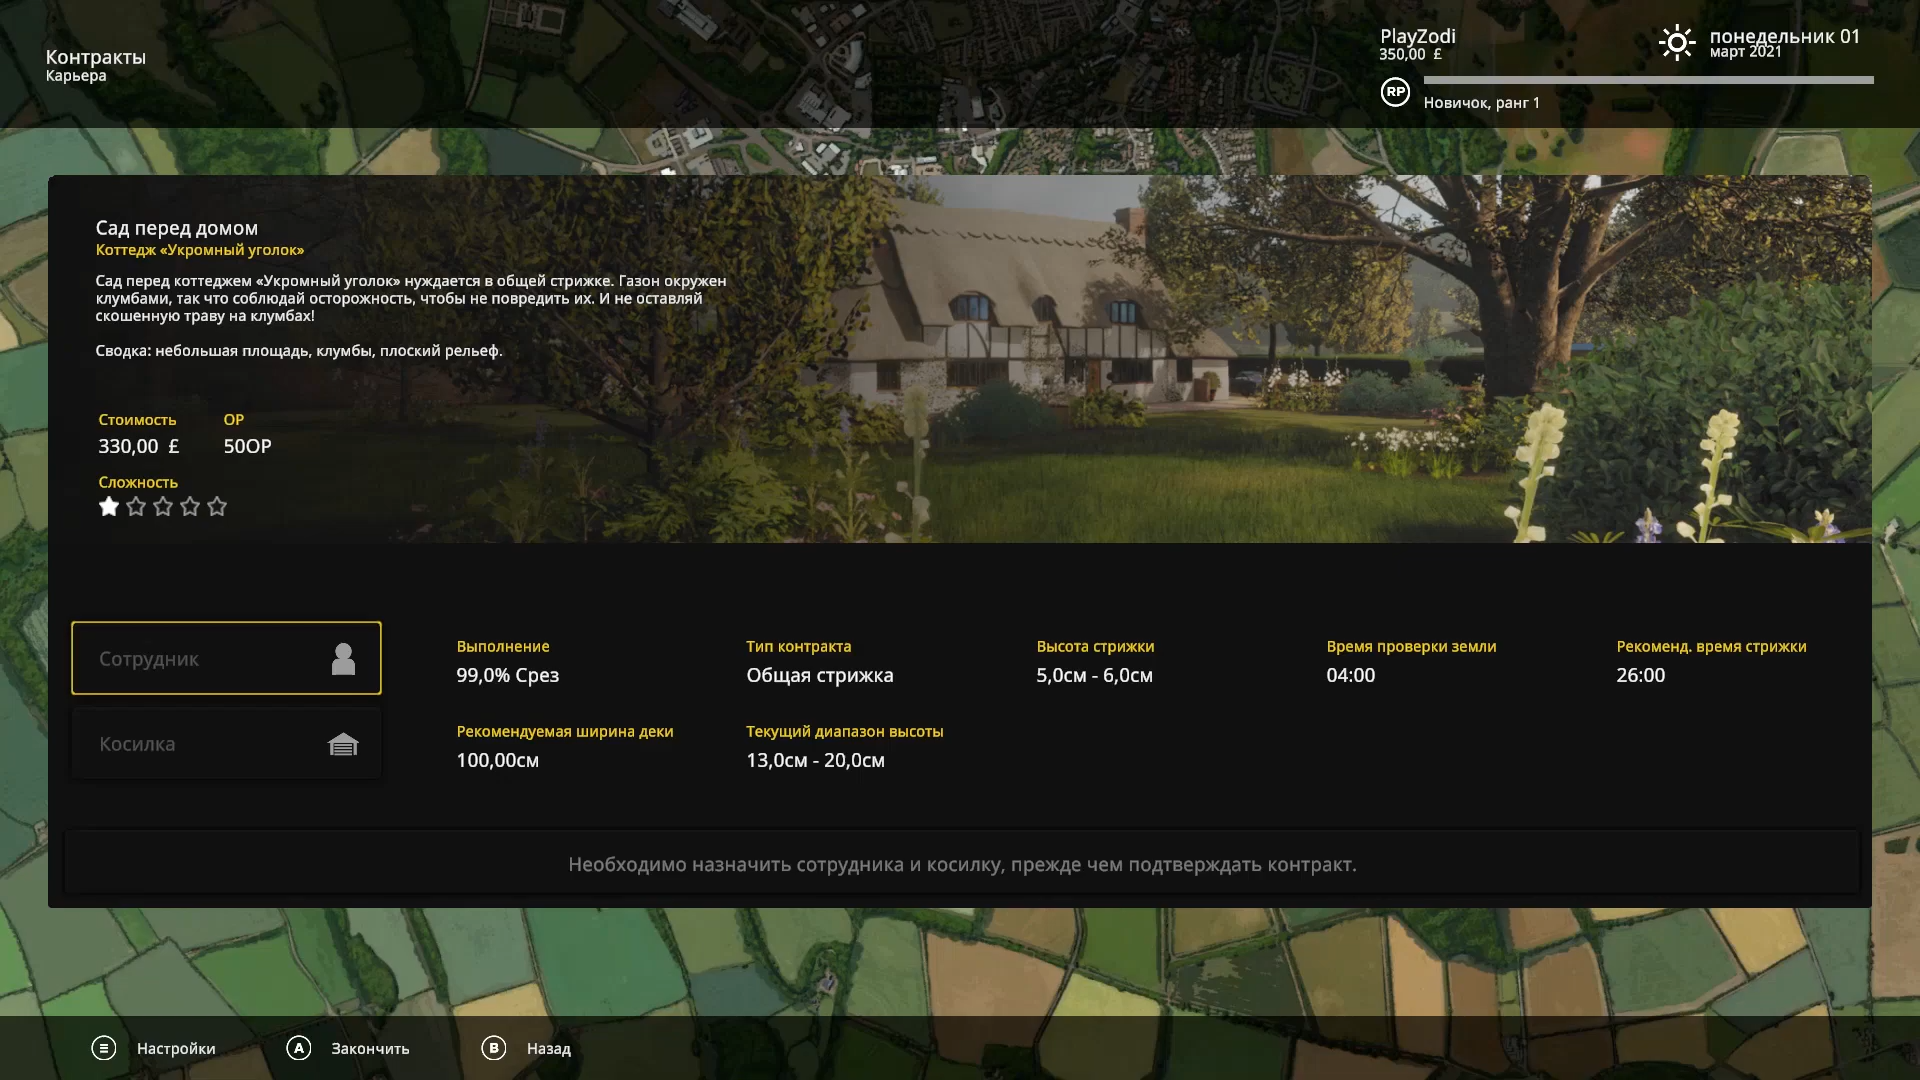 Контракты
Карьера
PlayZodi
350,00 £
понедельник 01
март 2021
RP
Новичок, ранг 1
Сад перед домом
Коттедж «Укромный уголок»
Сад перед коттеджем «Укромный уголок» нуждается в общей стрижке. Газон окружен
клумбами, так что соблюдай осторожность, чтобы не повредить их. И не оставляй
скошенную траву на клумбах!
Сводка: небольшая площадь, клумбы, плоский рельеф.
Стоимость ОР
330,00 £ 50ОР
Сложность
Сотрудник
Косилка
Выполнение
99,0% Срез
Тип контракта
Общая стрижка
Высота стрижки
5,0см - 6,0см
Время проверки земли
04:00
Рекоменд. время стрижки
26:00
Рекомендуемая ширина деки
100,00см
Текущий диапазон высоты
13,0см - 20,0см
Необходимо назначить сотрудника и косилку, прежде чем подтверждать контракт.
Настройки
A Закончить
B Назад